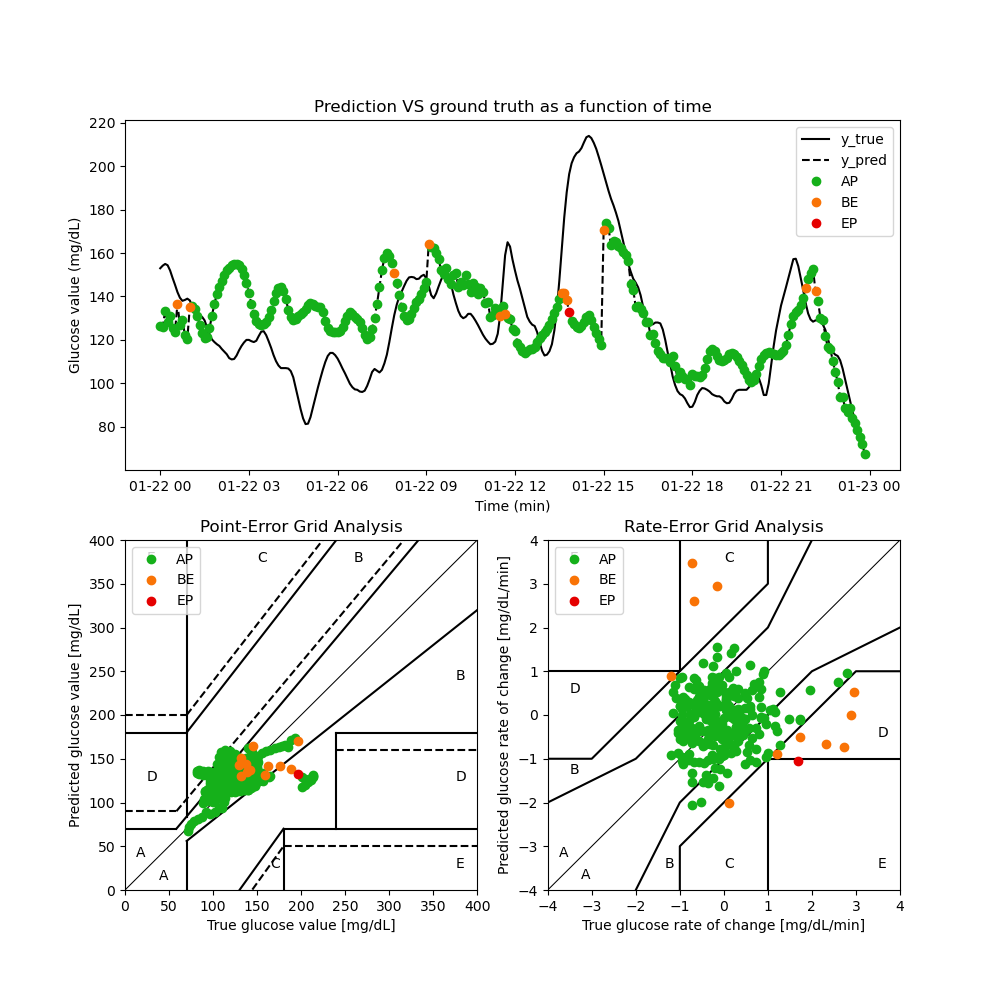 Prediction VS ground truth as a function of time
Glucose value (mg/dL)
220
200
180
160
140
120
100
80
y_true
y_pred
AP
BE
EP
01-22 00 01-22 03 01-22 06 01-22 09 01-22 12 01-22 15 01-22 18 01-22 21 01-23 00
Time (min)
Point-Error Grid Analysis
Predicted glucose value [mg/dL]
400
350
300
250
200
150
100
50
0
AP
BE
EP
C
B
B
D
D
A
A
C
E
0 50 100 150 200 250 300 350 400
True glucose value [mg/dL]
Rate-Error Grid Analysis
Predicted glucose rate of change [mg/dL/min]
4
3
2
1
0
−1
−2
−3
−4
AP
BE
EP
C
D
D
B
A
A
B
C
E
−4 −3 −2 −1 0 1 2 3 4
True glucose rate of change [mg/dL/min]